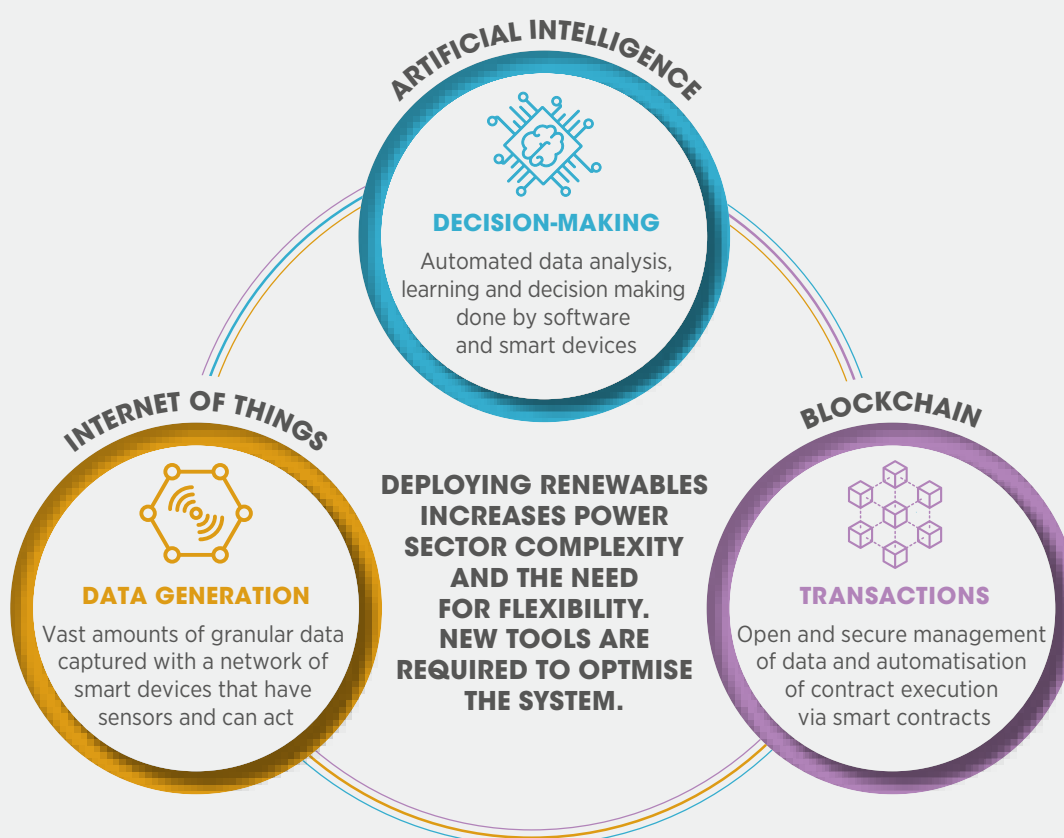 ARTIFICIAL INTELLIGENCE
DECISION-MAKING
Automated data analysis,
learning and decision making
done by software
and smart devices
INTERNET OF THINGS
DATA GENERATION
Vast amounts of granular data
captured with a network of
smart devices that have
sensors and can act
DEPLOYING RENEWABLES
INCREASES POWER
SECTOR COMPLEXITY
AND THE NEED
FOR FLEXIBILITY.
NEW TOOLS ARE
REQUIRED TO OPTMISE
THE SYSTEM.
BLOCKCHAIN
TRANSACTIONS
Open and secure management
of data and automatisation
of contract execution
via smart contracts